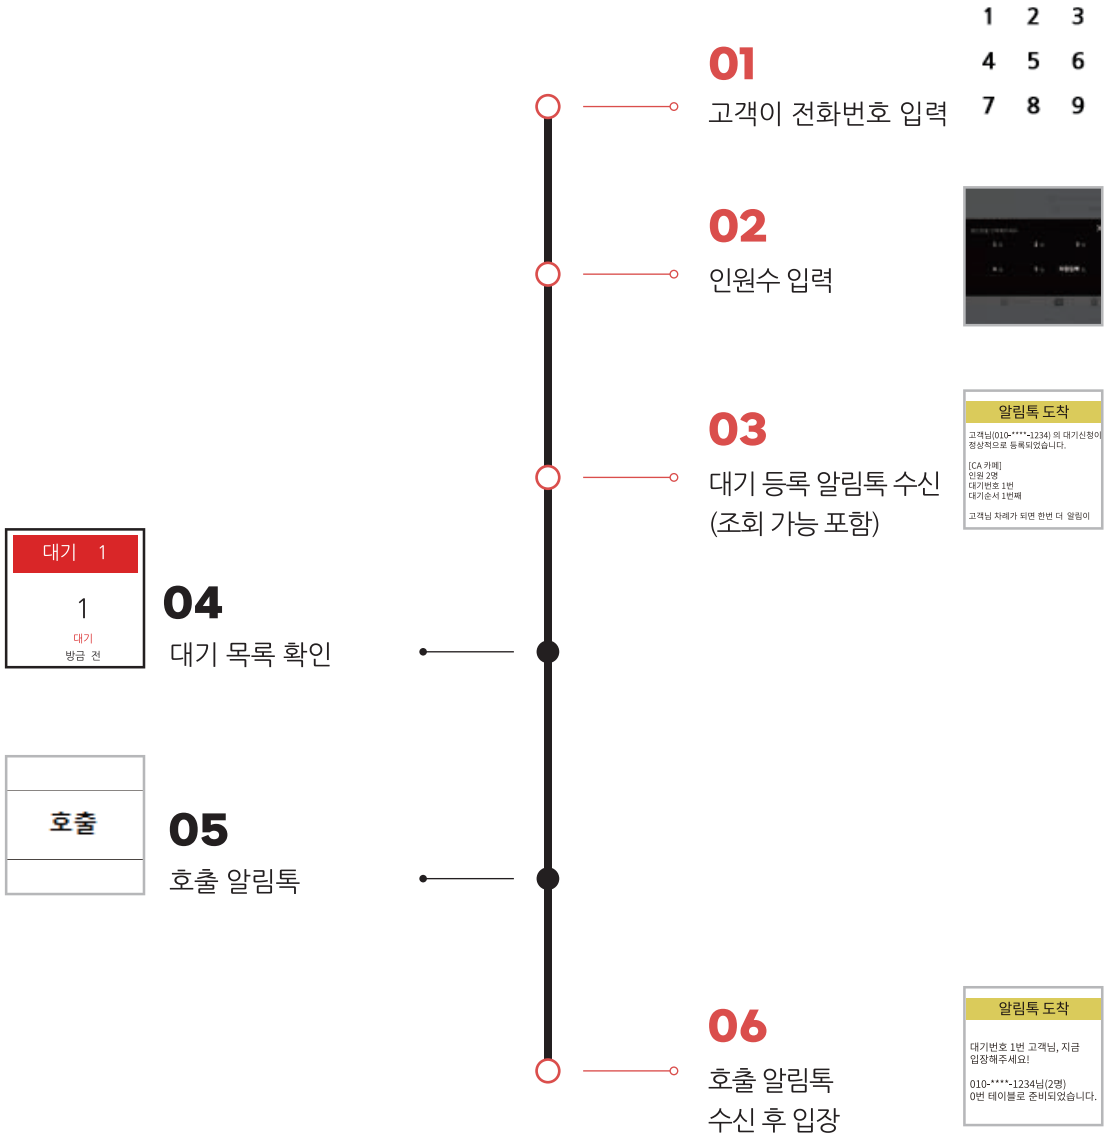 01
고객이 전화번호 입력
1 2 3
4 5 6
7 8 9
02
인원수 입력
03
대기 등록 알림톡 수신
(조회 가능 포함)
알림톡 도착
고객님(010-****-1234) 의 대기신청이
정상적으로 등록되었습니다.
[CA 카페]
인원 2명
대기번호 1번
대기순서 1번째
고객님 차례가 되면 한번 더 알림이
대기 1
1
대기
방금 전
04
대기 목록 확인
호출
05
호출 알림톡
06
호출 알림톡
수신 후 입장
알림톡 도착
대기번호 1번 고객님, 지금
입장해주세요!
010-****-1234님(2명)
0번 테이블로 준비되었습니다.